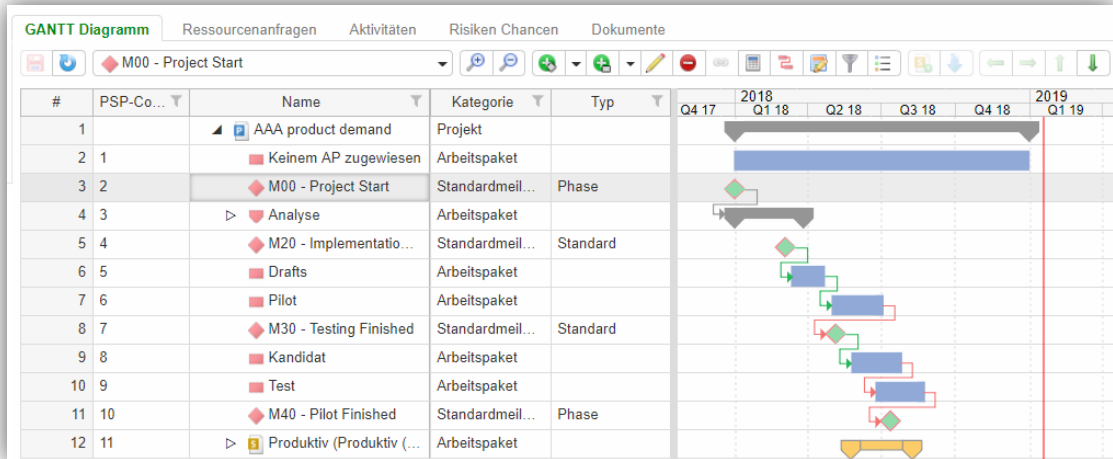 GANTT Diagramm Ressourcenanfragen Aktivitäten Risiken Chancen Dokumente
M00 - Project Start
# PSP-Co... Name Kategorie Typ
2018 2019
Q4 17 Q1 18 Q2 18 Q3 18 Q4 18 Q1 19
1 AAA product demand Projekt
2 1 Keinem AP zugewiesen Arbeitspaket
3 2 M00 - Project Start Standardmeil... Phase
4 3 Analyse Arbeitspaket
5 4 M20 - Implementatio... Standardmeil... Standard
6 5 Drafts Arbeitspaket
7 6 Pilot Arbeitspaket
8 7 M30 - Testing Finished Standardmeil... Standard
9 8 Kandidat Arbeitspaket
10 9 Test Arbeitspaket
11 10 M40 - Pilot Finished Standardmeil... Phase
12 11 Produktiv (Produktiv (... Arbeitspaket